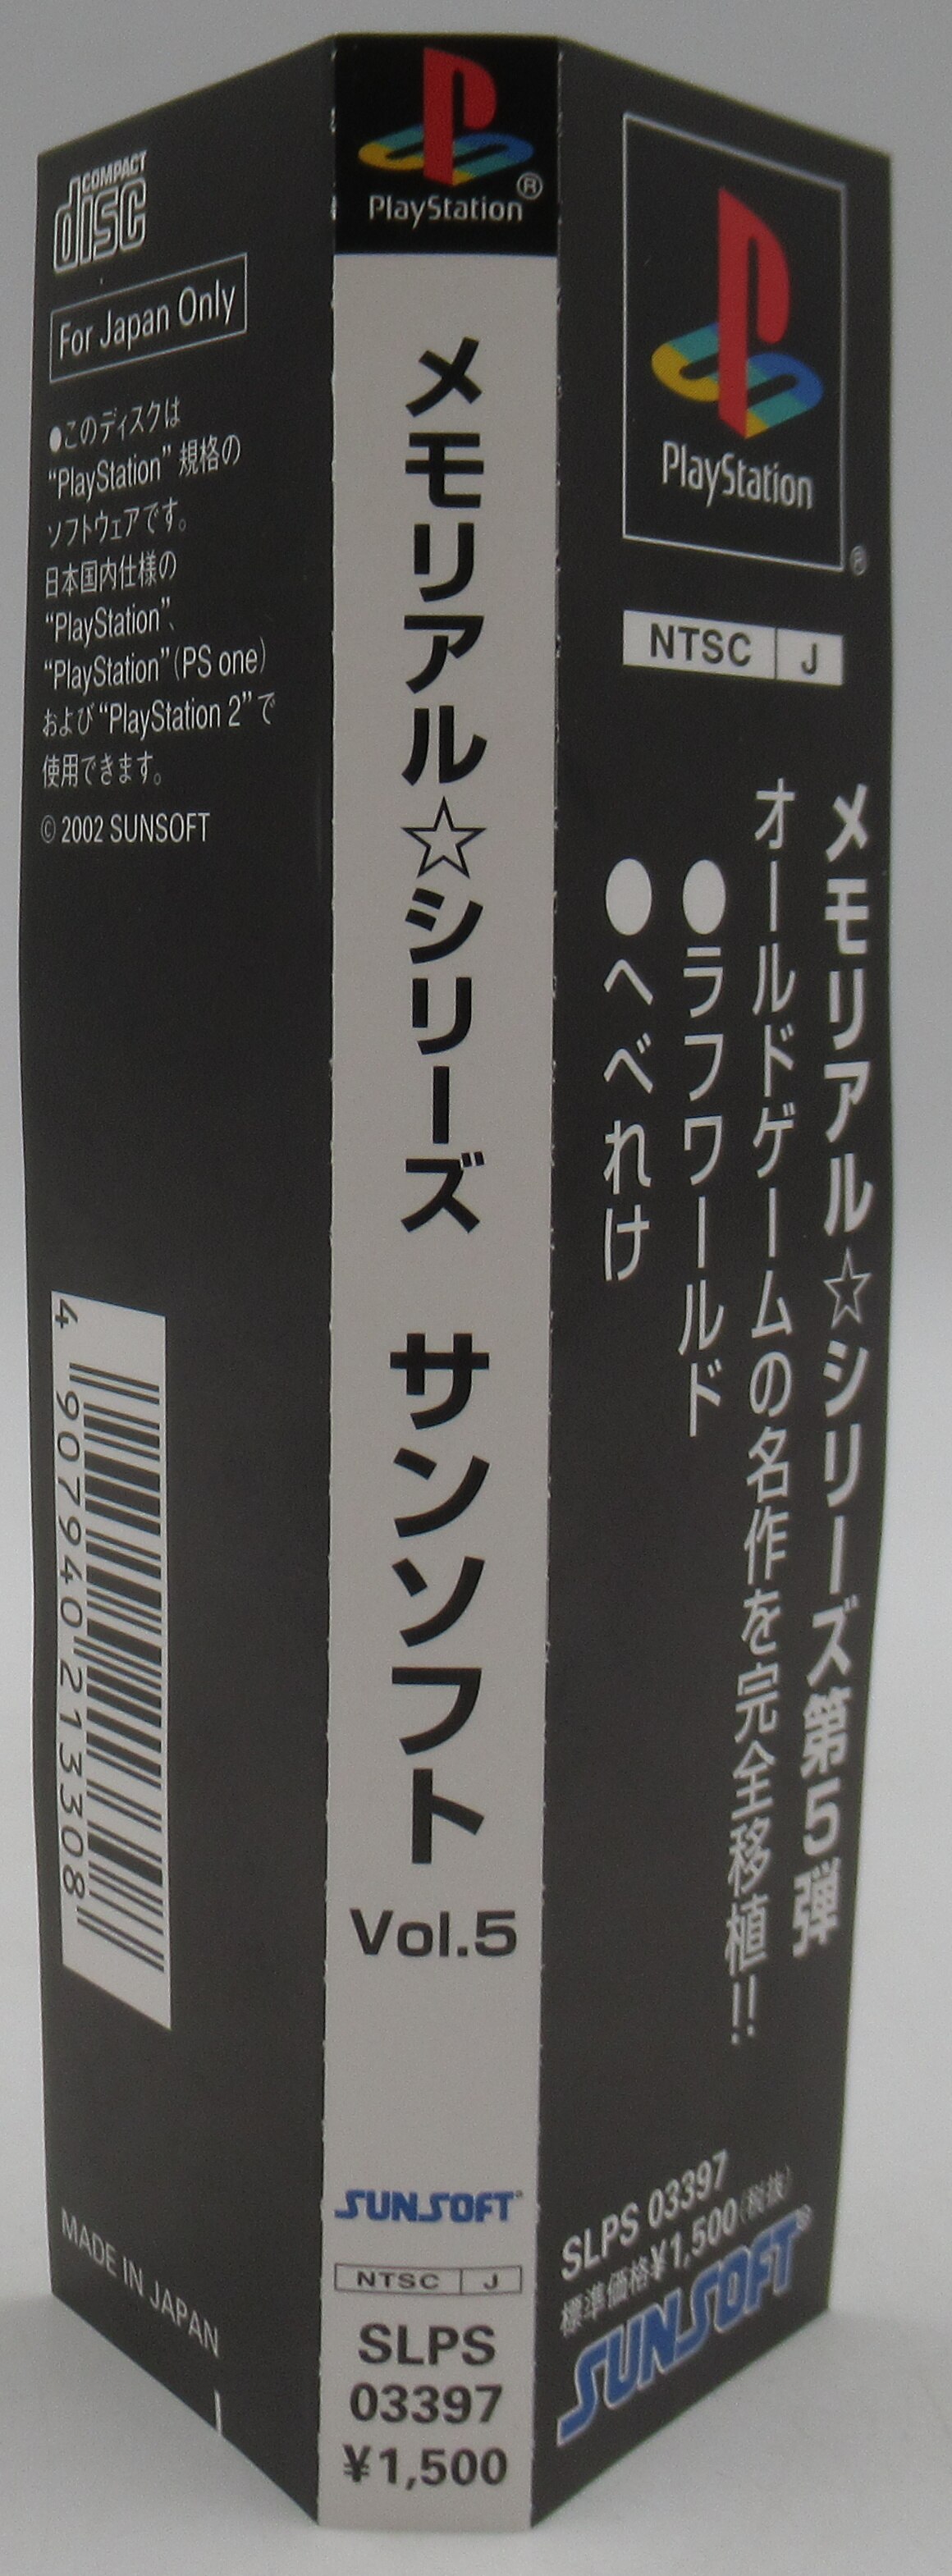 COMPACT
disc
For Japan Only
●このディスクは
“PlayStation” 規格の
ソフトウェアです。
日本国内仕様の
“PlayStation”、
“PlayStation”(PS one)
および“PlayStation 2”で
使用できます。
© 2002 SUNSOFT
4 907940 213308
MADE IN JAPAN
PlayStation
®
メモリアル☆シリーズ サンソフト
Vol.5
SUNSOFT
NTSC J
SLPS
03397
¥1,500
PlayStation
®
NTSC J
メモリアル☆シリーズ第5弾
オールドゲームの名作を完全移植!!
●ラフワールド
●へべれけ
SLPS 03397
標準価格¥1,500(税抜)
SUNSOFT®